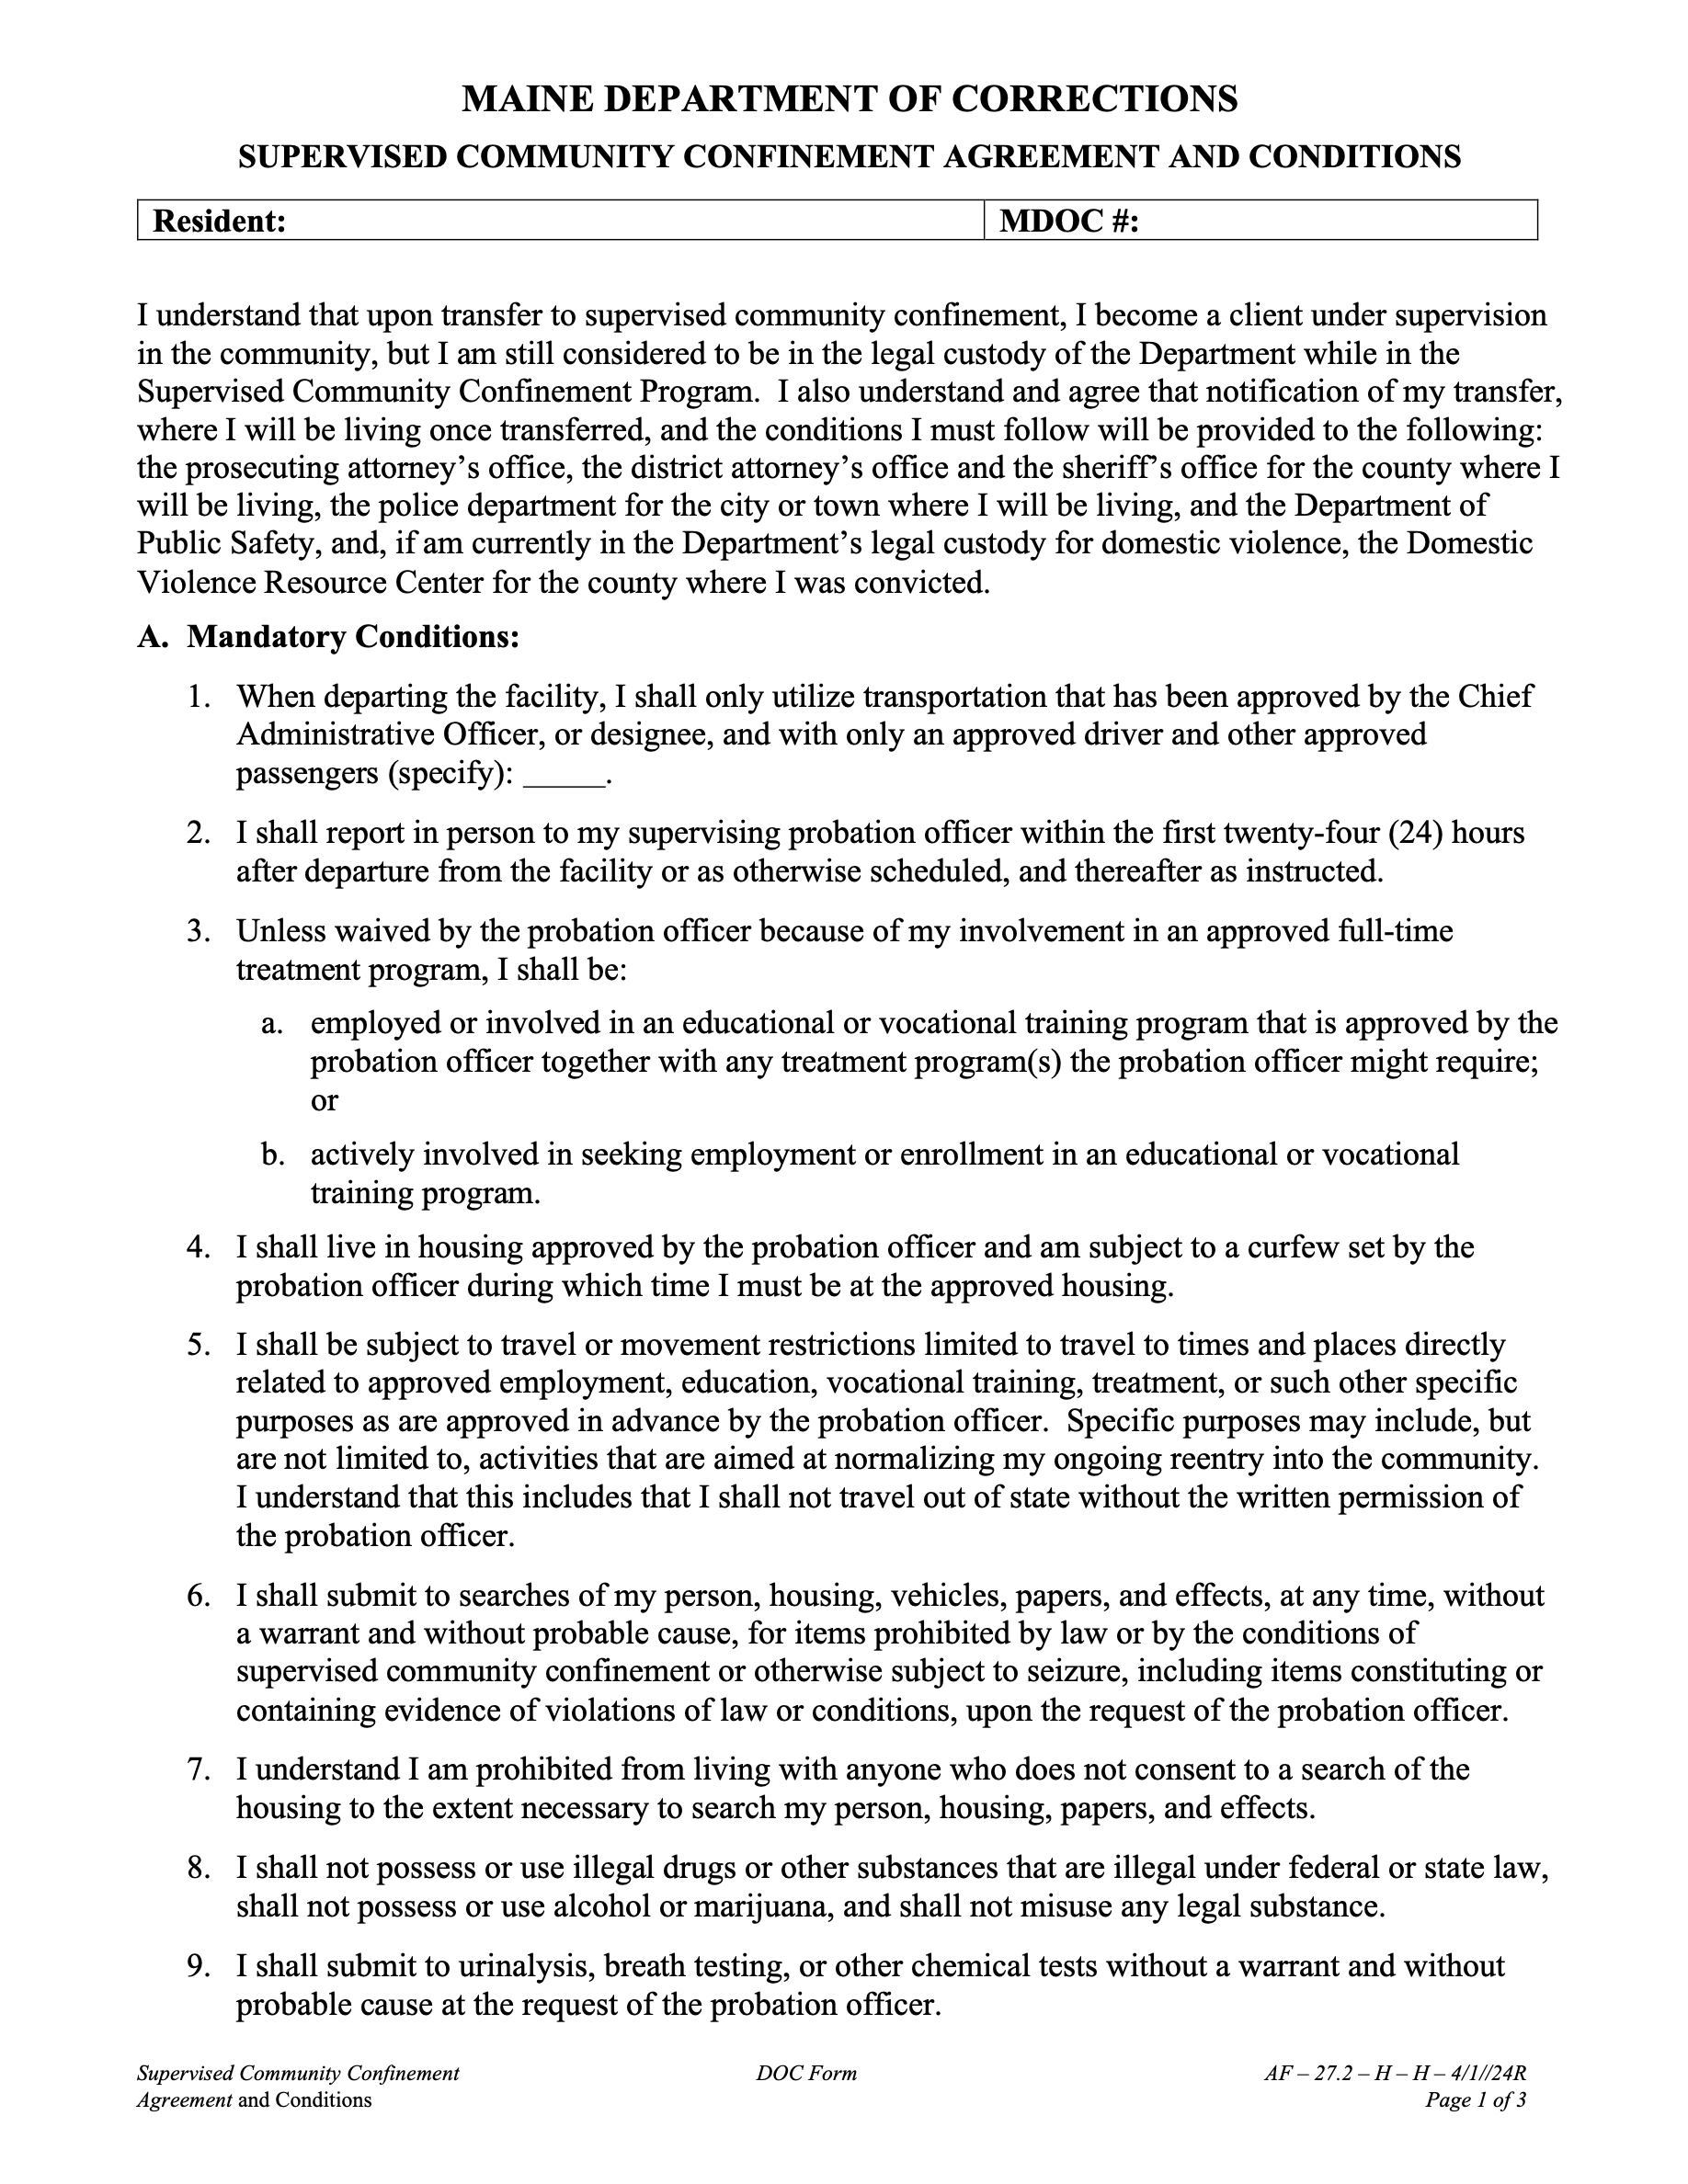 MAINE DEPARTMENT OF CORRECTIONS
SUPERVISED COMMUNITY CONFINEMENT AGREEMENT AND CONDITIONS
Resident: MDOC #:
I understand that upon transfer to supervised community confinement, I become a client under supervision
in the community, but I am still considered to be in the legal custody of the Department while in the
Supervised Community Confinement Program.  I also understand and agree that notification of my transfer,
where I will be living once transferred, and the conditions I must follow will be provided to the following:
the prosecuting attorney’s office, the district attorney’s office and the sheriff’s office for the county where I
will be living, the police department for the city or town where I will be living, and the Department of
Public Safety, and, if am currently in the Department’s legal custody for domestic violence, the Domestic
Violence Resource Center for the county where I was convicted.
A. Mandatory Conditions:
1. When departing the facility, I shall only utilize transportation that has been approved by the Chief
Administrative Officer, or designee, and with only an approved driver and other approved
passengers (specify): _____.
2. I shall report in person to my supervising probation officer within the first twenty-four (24) hours
after departure from the facility or as otherwise scheduled, and thereafter as instructed.
3. Unless waived by the probation officer because of my involvement in an approved full-time
treatment program, I shall be:
a. employed or involved in an educational or vocational training program that is approved by the
probation officer together with any treatment program(s) the probation officer might require;
or
b. actively involved in seeking employment or enrollment in an educational or vocational
training program.
4. I shall live in housing approved by the probation officer and am subject to a curfew set by the
probation officer during which time I must be at the approved housing.
5. I shall be subject to travel or movement restrictions limited to travel to times and places directly
related to approved employment, education, vocational training, treatment, or such other specific
purposes as are approved in advance by the probation officer.  Specific purposes may include, but
are not limited to, activities that are aimed at normalizing my ongoing reentry into the community.
I understand that this includes that I shall not travel out of state without the written permission of
the probation officer.
6. I shall submit to searches of my person, housing, vehicles, papers, and effects, at any time, without
a warrant and without probable cause, for items prohibited by law or by the conditions of
supervised community confinement or otherwise subject to seizure, including items constituting or
containing evidence of violations of law or conditions, upon the request of the probation officer.
7. I understand I am prohibited from living with anyone who does not consent to a search of the
housing to the extent necessary to search my person, housing, papers, and effects.
8. I shall not possess or use illegal drugs or other substances that are illegal under federal or state law,
shall not possess or use alcohol or marijuana, and shall not misuse any legal substance.
9. I shall submit to urinalysis, breath testing, or other chemical tests without a warrant and without
probable cause at the request of the probation officer.
Supervised Community Confinement DOC Form AF – 27.2 – H – H – 4/1//24R
Agreement and Conditions Page 1 of 3